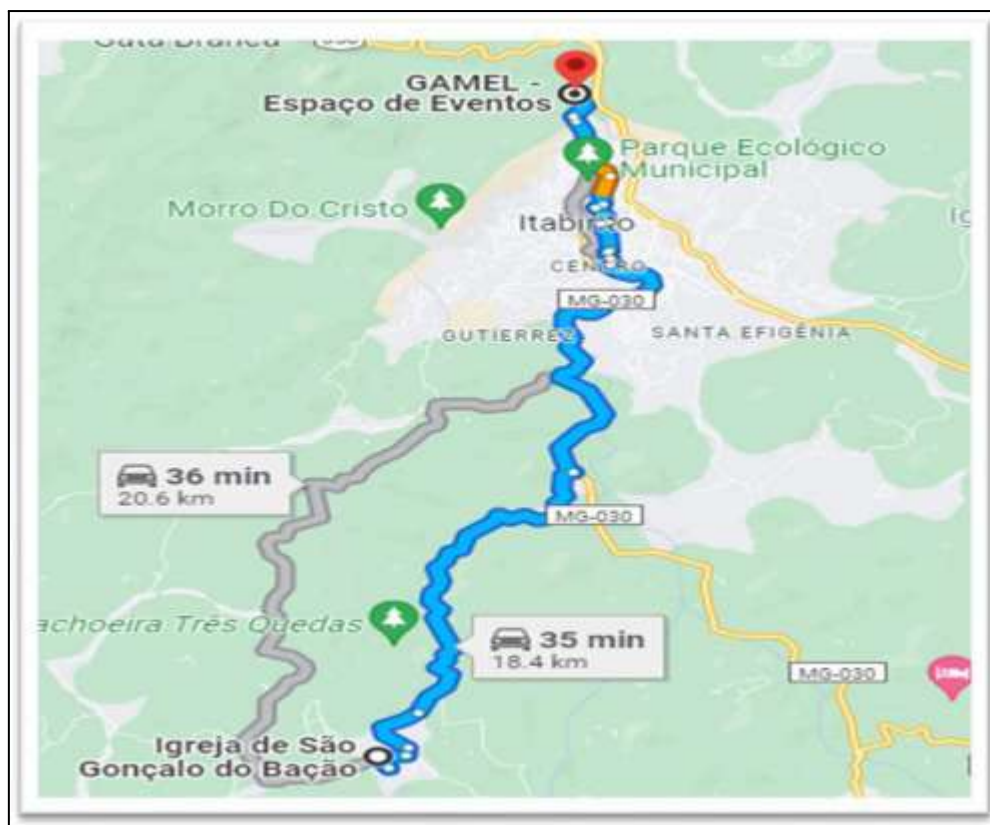 GAMEL -
Espaço de Eventos
Parque Ecológico
Municipal
Morro Do Cristo
Itabirito
CENTRO
MG-030
GUTIERREZ
SANTA EFIGÊNIA
36 min
20.6 km
MG-030
achoeira Três Quedas
35 min
18.4 km
MG-030
Igreja de São
Gonçalo do Bação